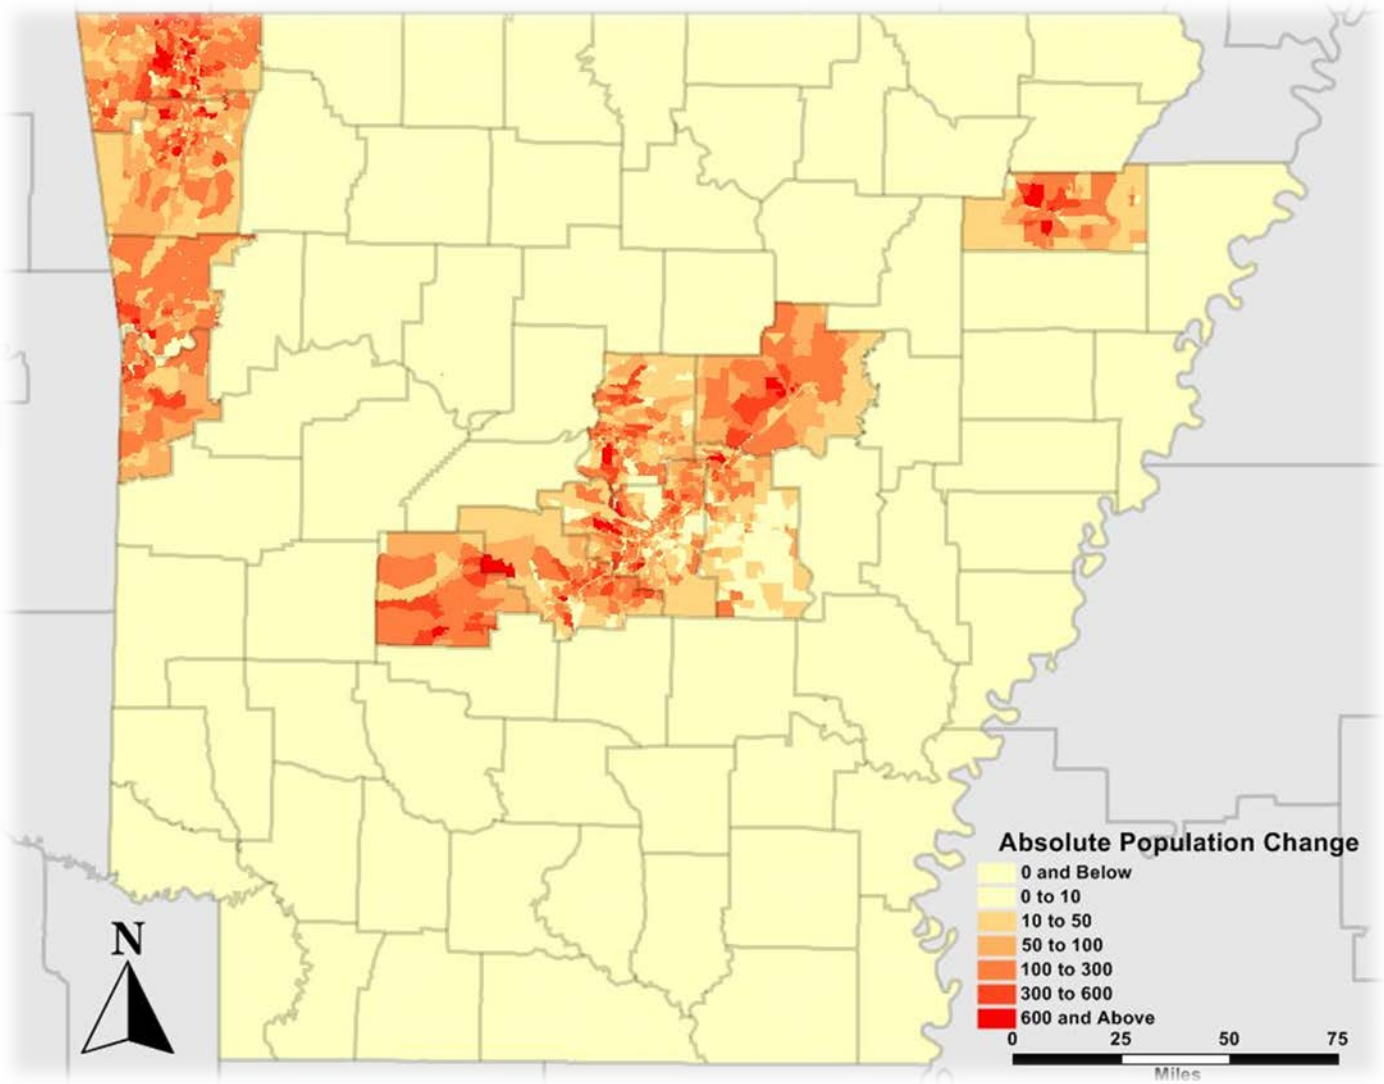 Absolute Population Change
0 and Below
0 to 10
10 to 50
50 to 100
100 to 300
300 to 600
600 and Above
N
0 25 50 75
Miles